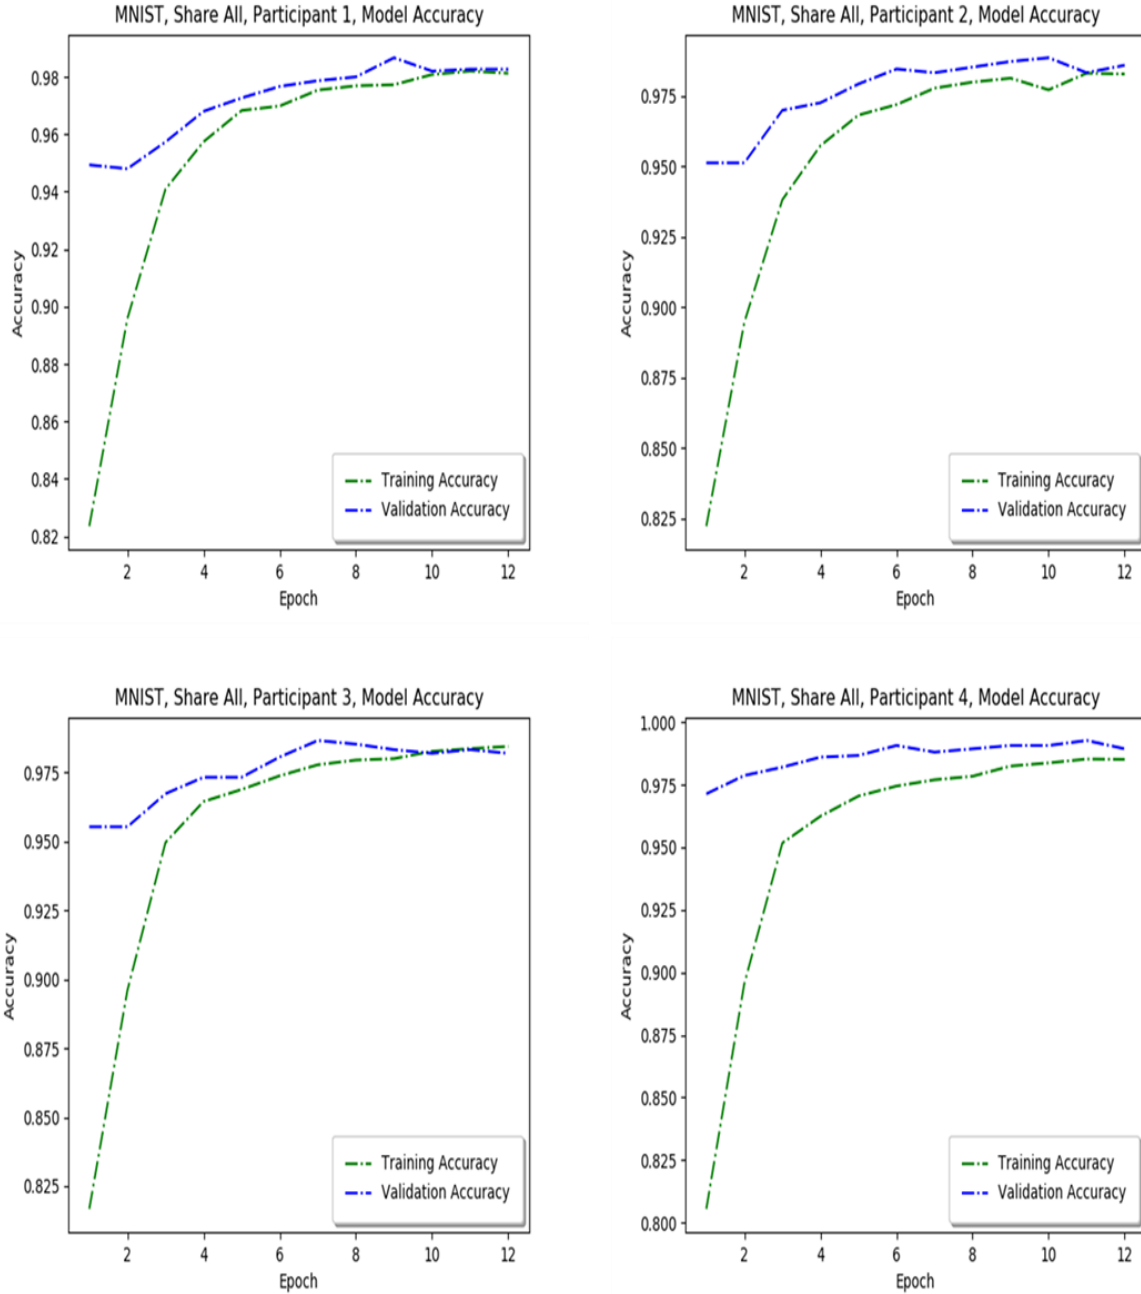 MNIST, Share All, Participant 1, Model Accuracy
0.98
0.96
0.94
0.92
0.90
0.88
0.86
0.84
0.82
Accuracy
2 4 6 8 10 12
Epoch
Training Accuracy
Validation Accuracy
MNIST, Share All, Participant 2, Model Accuracy
0.975
0.950
0.925
0.900
0.875
0.850
0.825
Accuracy
2 4 6 8 10 12
Epoch
Training Accuracy
Validation Accuracy
MNIST, Share All, Participant 3, Model Accuracy
0.975
0.950
0.925
0.900
0.875
0.850
0.825
Accuracy
2 4 6 8 10 12
Epoch
Training Accuracy
Validation Accuracy
MNIST, Share All, Participant 4, Model Accuracy
1.000
0.975
0.950
0.925
0.900
0.875
0.850
0.825
0.800
Accuracy
2 4 6 8 10 12
Epoch
Training Accuracy
Validation Accuracy